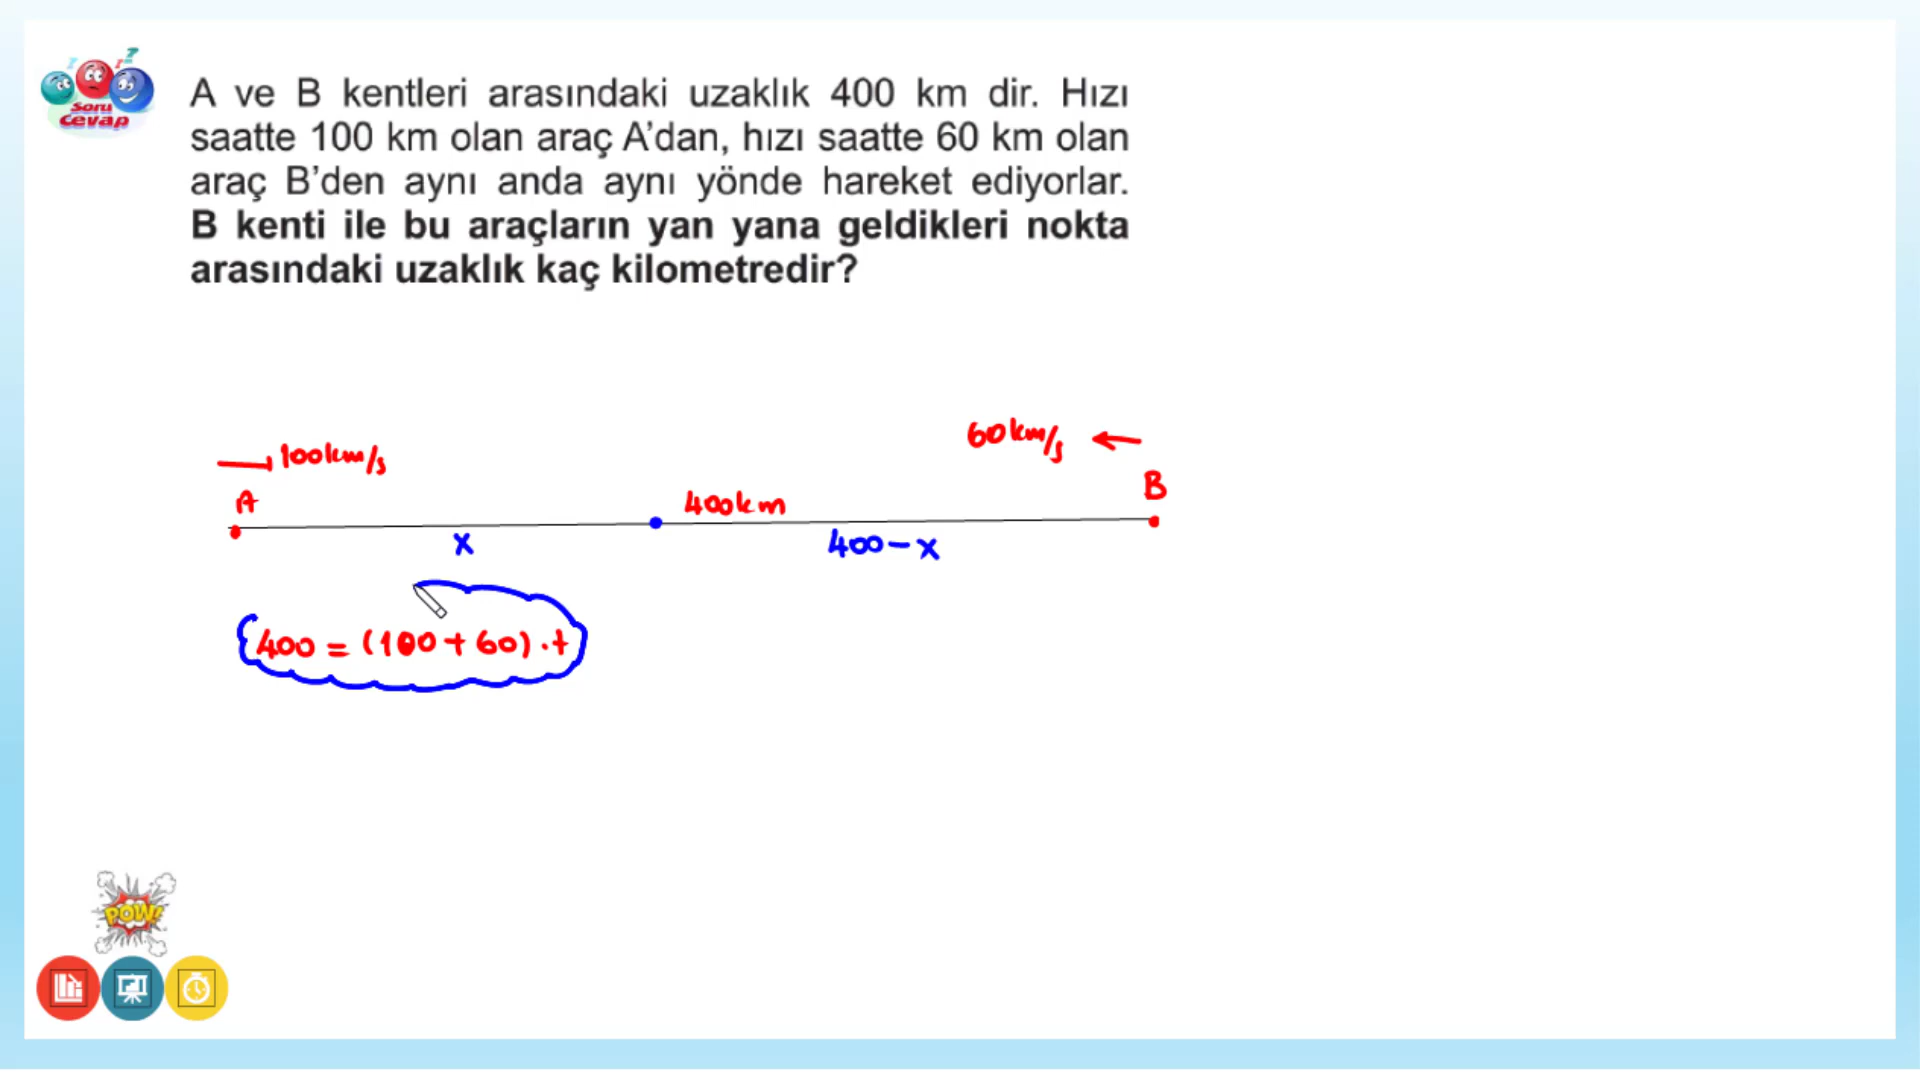 Soru
Cevap
A ve B kentleri arasındaki uzaklık 400 km dir. Hızı
saatte 100 km olan araç A’dan, hızı saatte 60 km olan
araç B’den aynı anda aynı yönde hareket ediyorlar.
B kenti ile bu araçların yan yana geldikleri nokta
arasındaki uzaklık kaç kilometredir?
60km/s
100km/s
A
400km
B
x
400-x
400 = (100+60).t
POW!